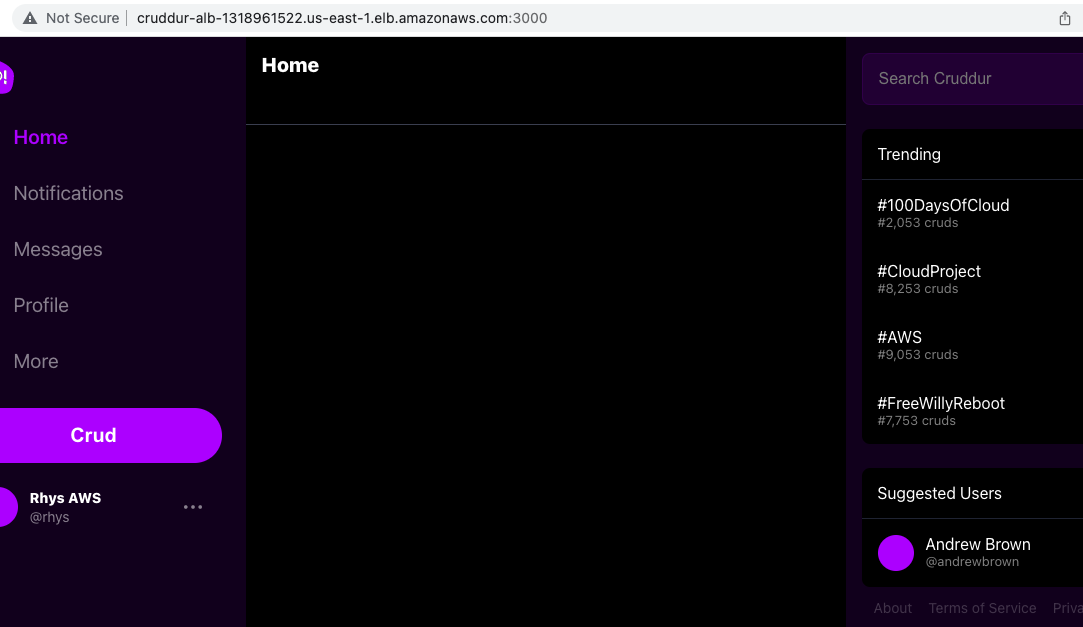 Not Secure
cruddur-alb-1318961522.us-east-1.elb.amazonaws.com:3000
Home
Notifications
Messages
Profile
More
Crud
Rhys AWS
@rhys
Home
Search Cruddur
Trending
#100DaysOfCloud
#2,053 cruds
#CloudProject
#8,253 cruds
#AWS
#9,053 cruds
#FreeWillyReboot
#7,753 cruds
Suggested Users
Andrew Brown
@andrewbrown
About
Terms of Service